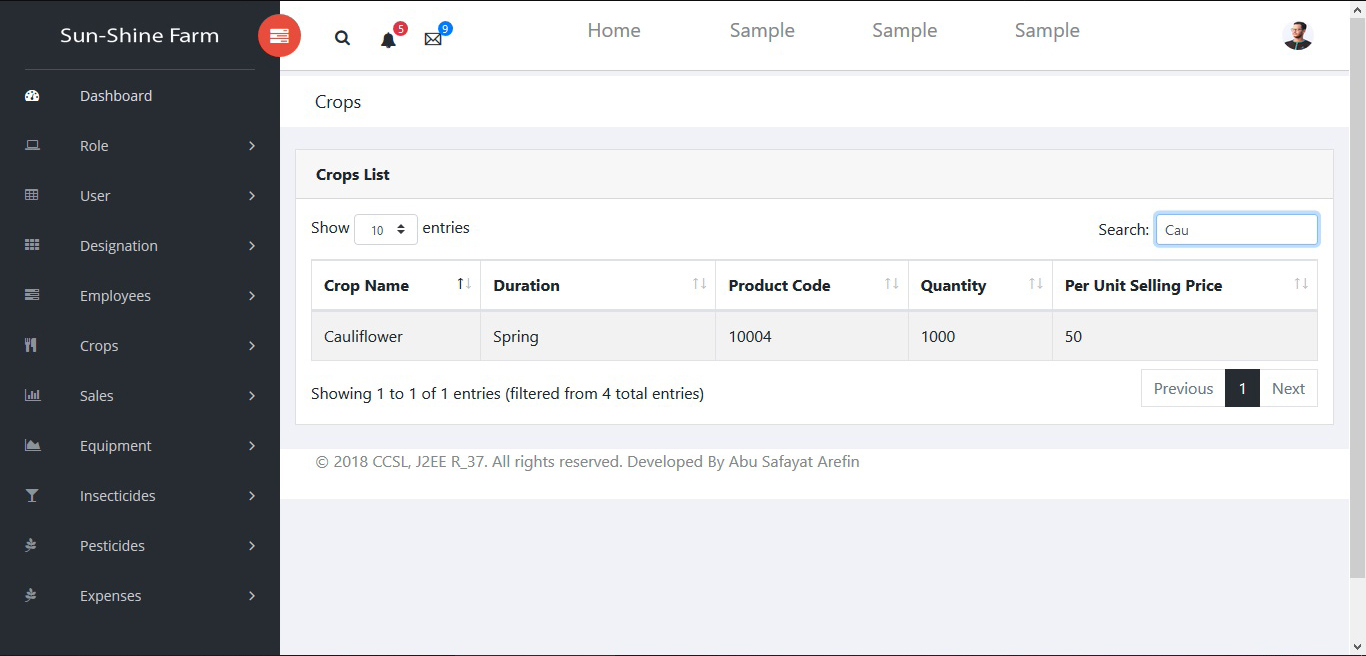 Sun-Shine Farm
5
9
Home Sample Sample Sample
Dashboard
Role
User
Designation
Employees
Crops
Sales
Equipment
Insecticides
Pesticides
Expenses
Crops
Crops List
Show 10 entries
Search: Cau
Crop Name Duration Product Code Quantity Per Unit Selling Price
Cauliflower Spring 10004 1000 50
Showing 1 to 1 of 1 entries (filtered from 4 total entries)
Previous 1 Next
© 2018 CCSL, J2EE R_37. All rights reserved. Developed By Abu Safayat Arefin